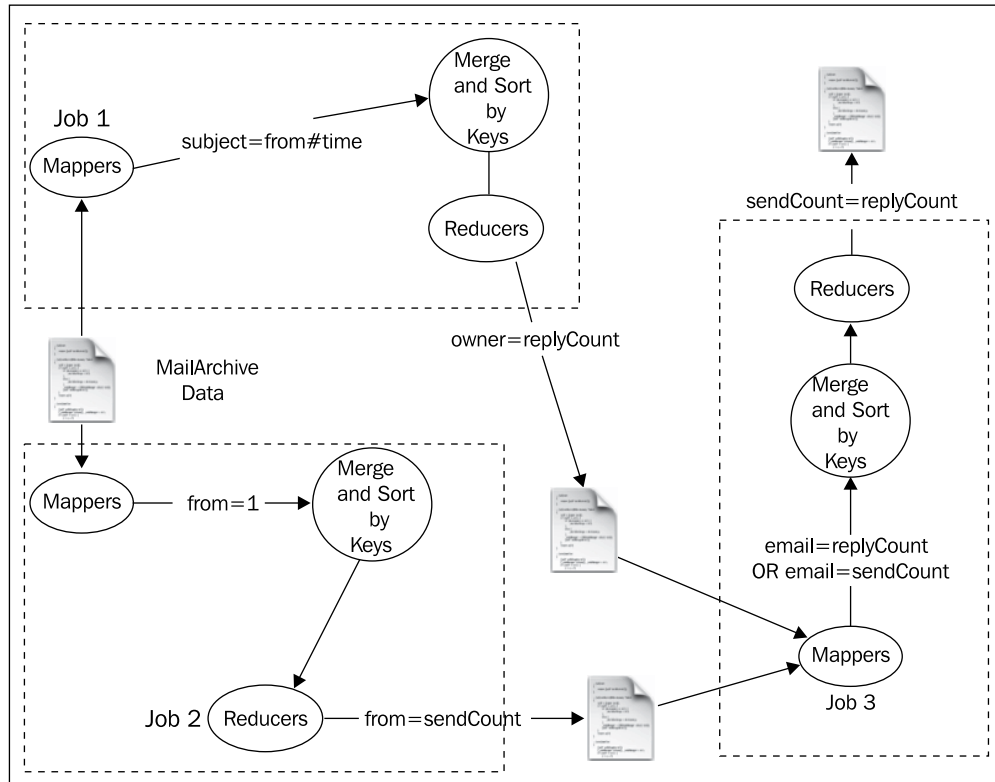 Job 1
Mappers
subject=from#time
Merge
and Sort
by
Keys
Reducers
owner=replyCount
MailArchive
Data
Mappers
from=1
Merge
and Sort
by
Keys
Job 2
Reducers
from=sendCount
sendCount=replyCount
Reducers
Merge
and Sort
by
Keys
email=replyCount
OR email=sendCount
Mappers
Job 3